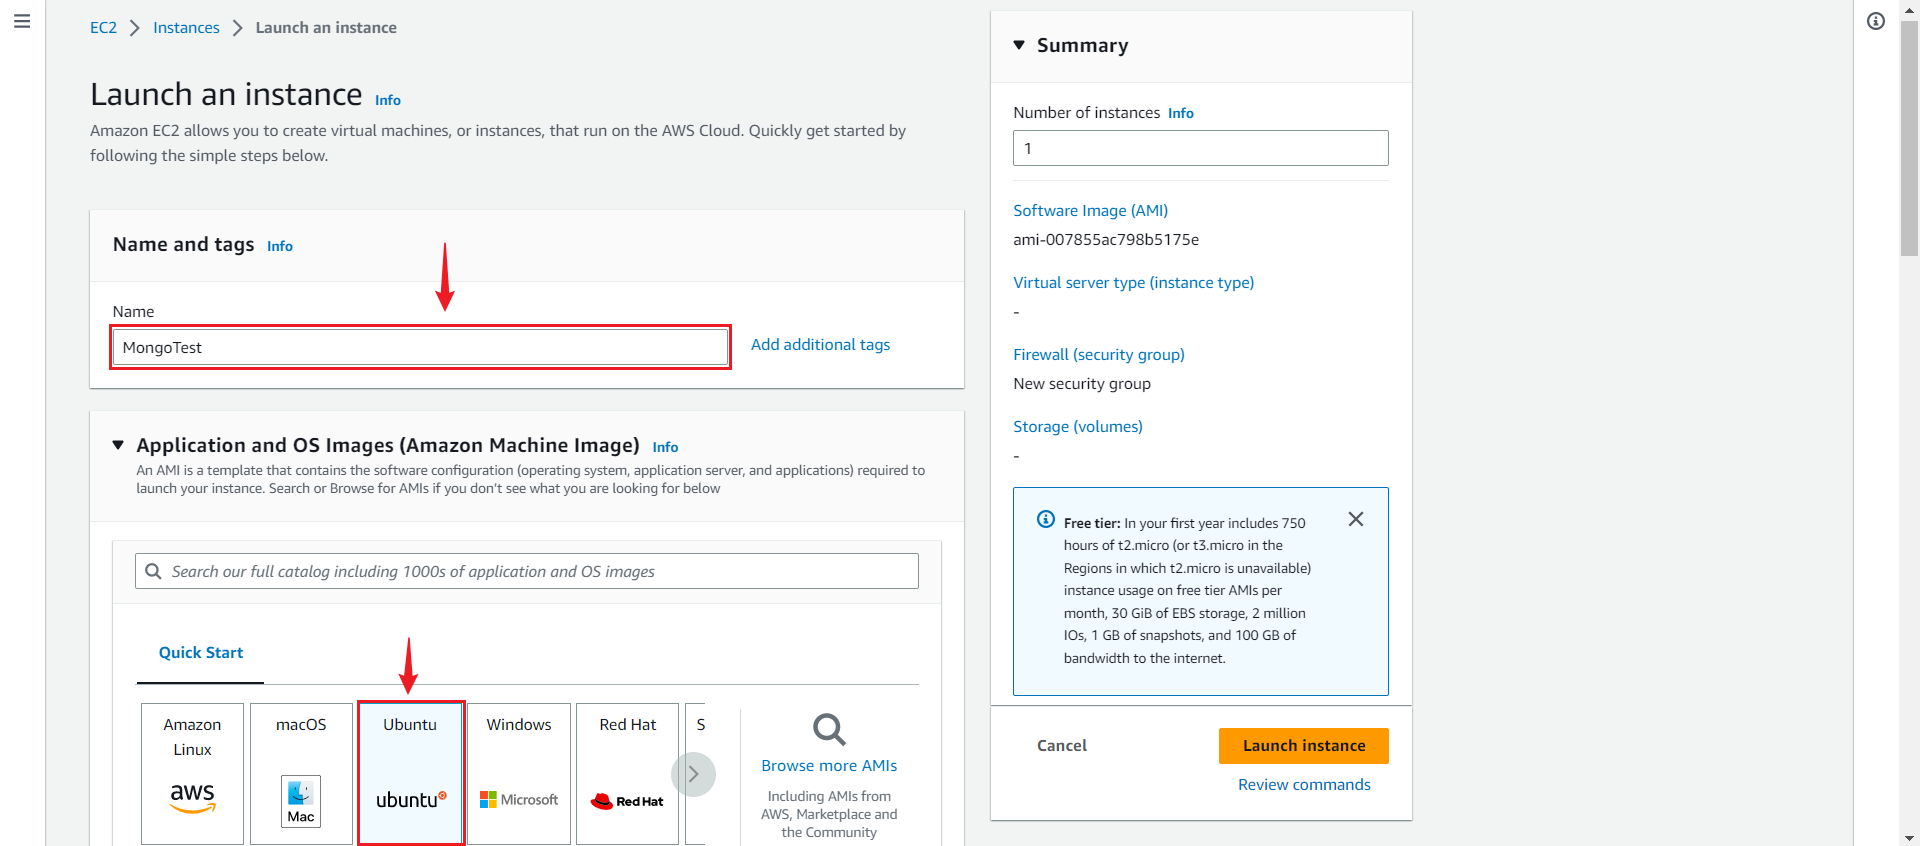 EC2 > Instances > Launch an instance
Launch an instance Info
Amazon EC2 allows you to create virtual machines, or instances, that run on the AWS Cloud. Quickly get started by
following the simple steps below.
Name and tags Info
Name
MongoTest
Add additional tags
Application and OS Images (Amazon Machine Image) Info
An AMI is a template that contains the software configuration (operating system, application server, and applications) required to
launch your instance. Search or Browse for AMIs if you don't see what you are looking for below
Search our full catalog including 1000s of application and OS images
Quick Start
Amazon
Linux
aws
macOS
Mac
Ubuntu
ubuntu
Windows
Microsoft
Red Hat
Red Hat
S
Browse more AMIs
Including AMIs from
AWS, Marketplace and
the Community
Summary
Number of instances Info
1
Software Image (AMI)
ami-007855ac798b5175e
Virtual server type (instance type)
-
Firewall (security group)
New security group
Storage (volumes)
-
Free tier: In your first year includes 750
hours of t2.micro (or t3.micro in the
Regions in which t2.micro is unavailable)
instance usage on free tier AMIs per
month, 30 GiB of EBS storage, 2 million
IOs, 1 GB of snapshots, and 100 GB of
bandwidth to the internet.
Cancel
Launch instance
Review commands